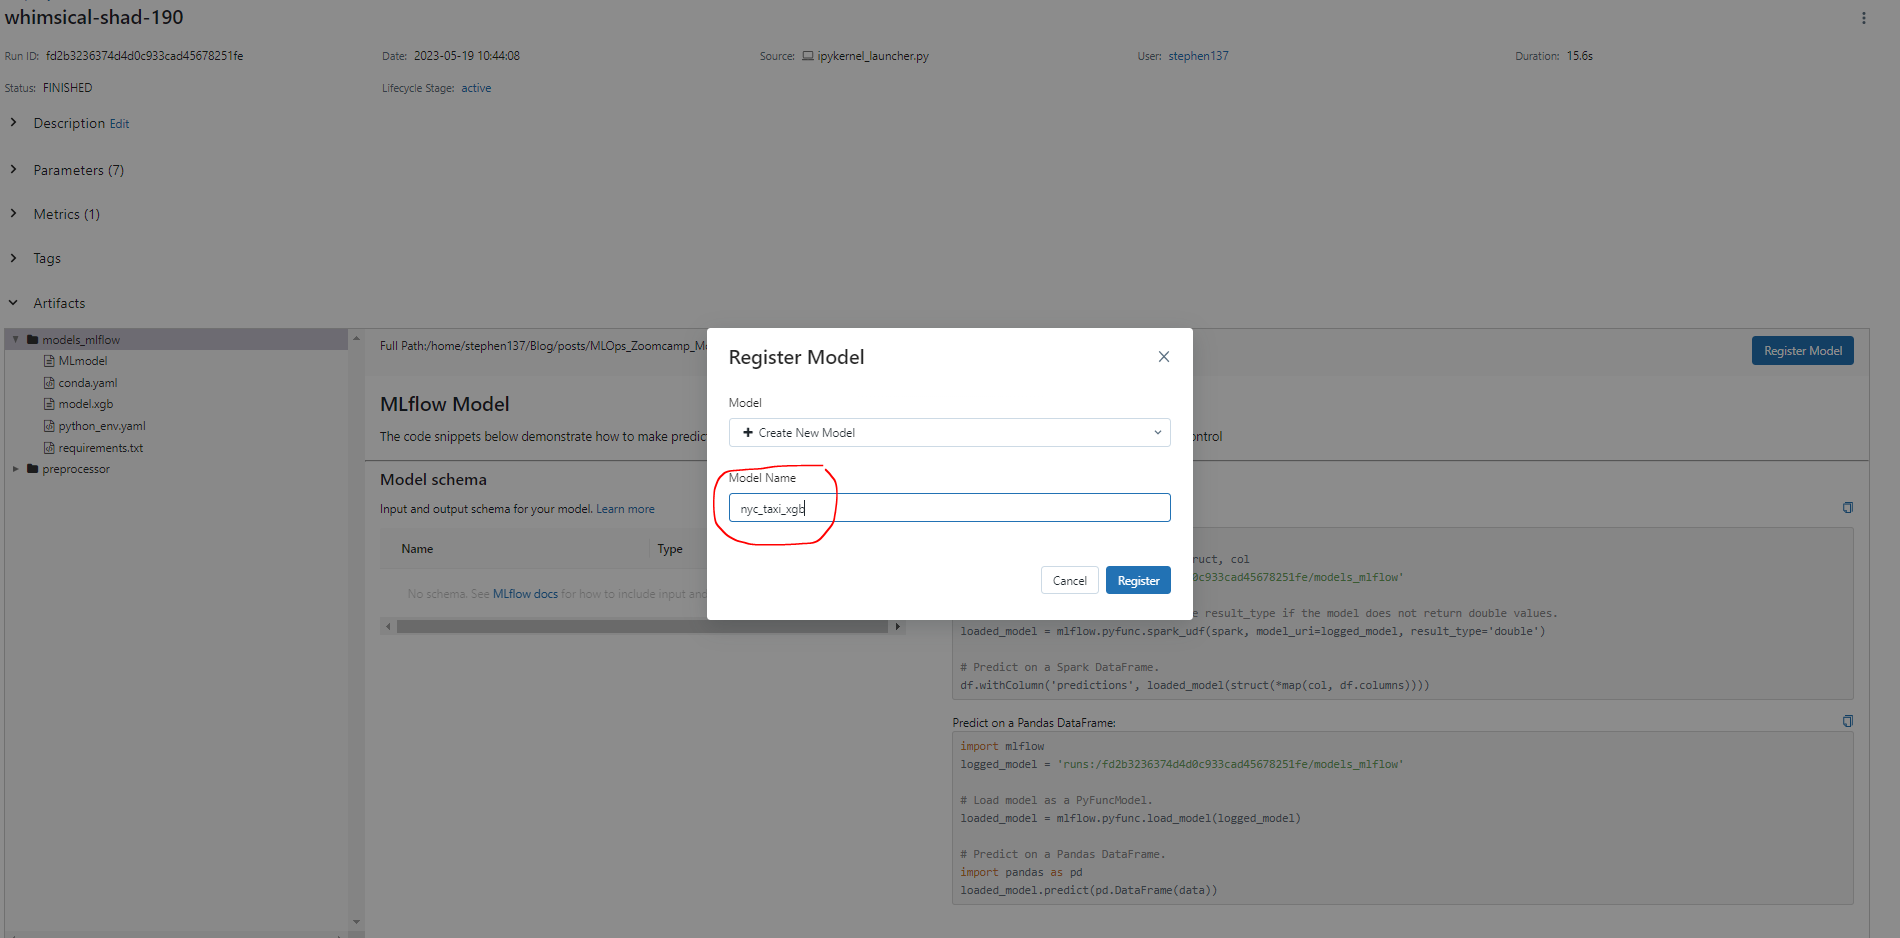 whimsical-shad-190
Run ID: fd2b3236374d4d0c933cad45678251fe Date: 2023-05-19 10:44:08 Source: ipykernel_launcher.py User: stephen137 Duration: 15.6s
Status: FINISHED Lifecycle Stage: active
Description Edit
Parameters (7)
Metrics (1)
Tags
Artifacts
models_mlflow
MLmodel
conda.yaml
model.xgb
python_env.yaml
requirements.txt
preprocessor
Full Path:/home/stephen137/Blog/posts/MLOps_Zoomcamp_M
Register Model
MLflow Model
The code snippets below demonstrate how to make predic
ntrol
Model schema
Input and output schema for your model. Learn more
Name Type
No schema. See MLflow docs for how to include input and
Register Model
Model
+ Create New Model
Model Name
nyc_taxi_xgb
Cancel Register
ruct, col
0c933cad45678251fe/models_mlflow'
e result_type if the model does not return double values.
loaded_model = mlflow.pyfunc.spark_udf(spark, model_uri=logged_model, result_type='double')
# Predict on a Spark DataFrame.
df.withColumn('predictions', loaded_model(struct(*map(col, df.columns))))
Predict on a Pandas DataFrame:
import mlflow
logged_model = 'runs:/fd2b3236374d4d0c933cad45678251fe/models_mlflow'
# Load model as a PyFuncModel.
loaded_model = mlflow.pyfunc.load_model(logged_model)
# Predict on a Pandas DataFrame.
import pandas as pd
loaded_model.predict(pd.DataFrame(data))